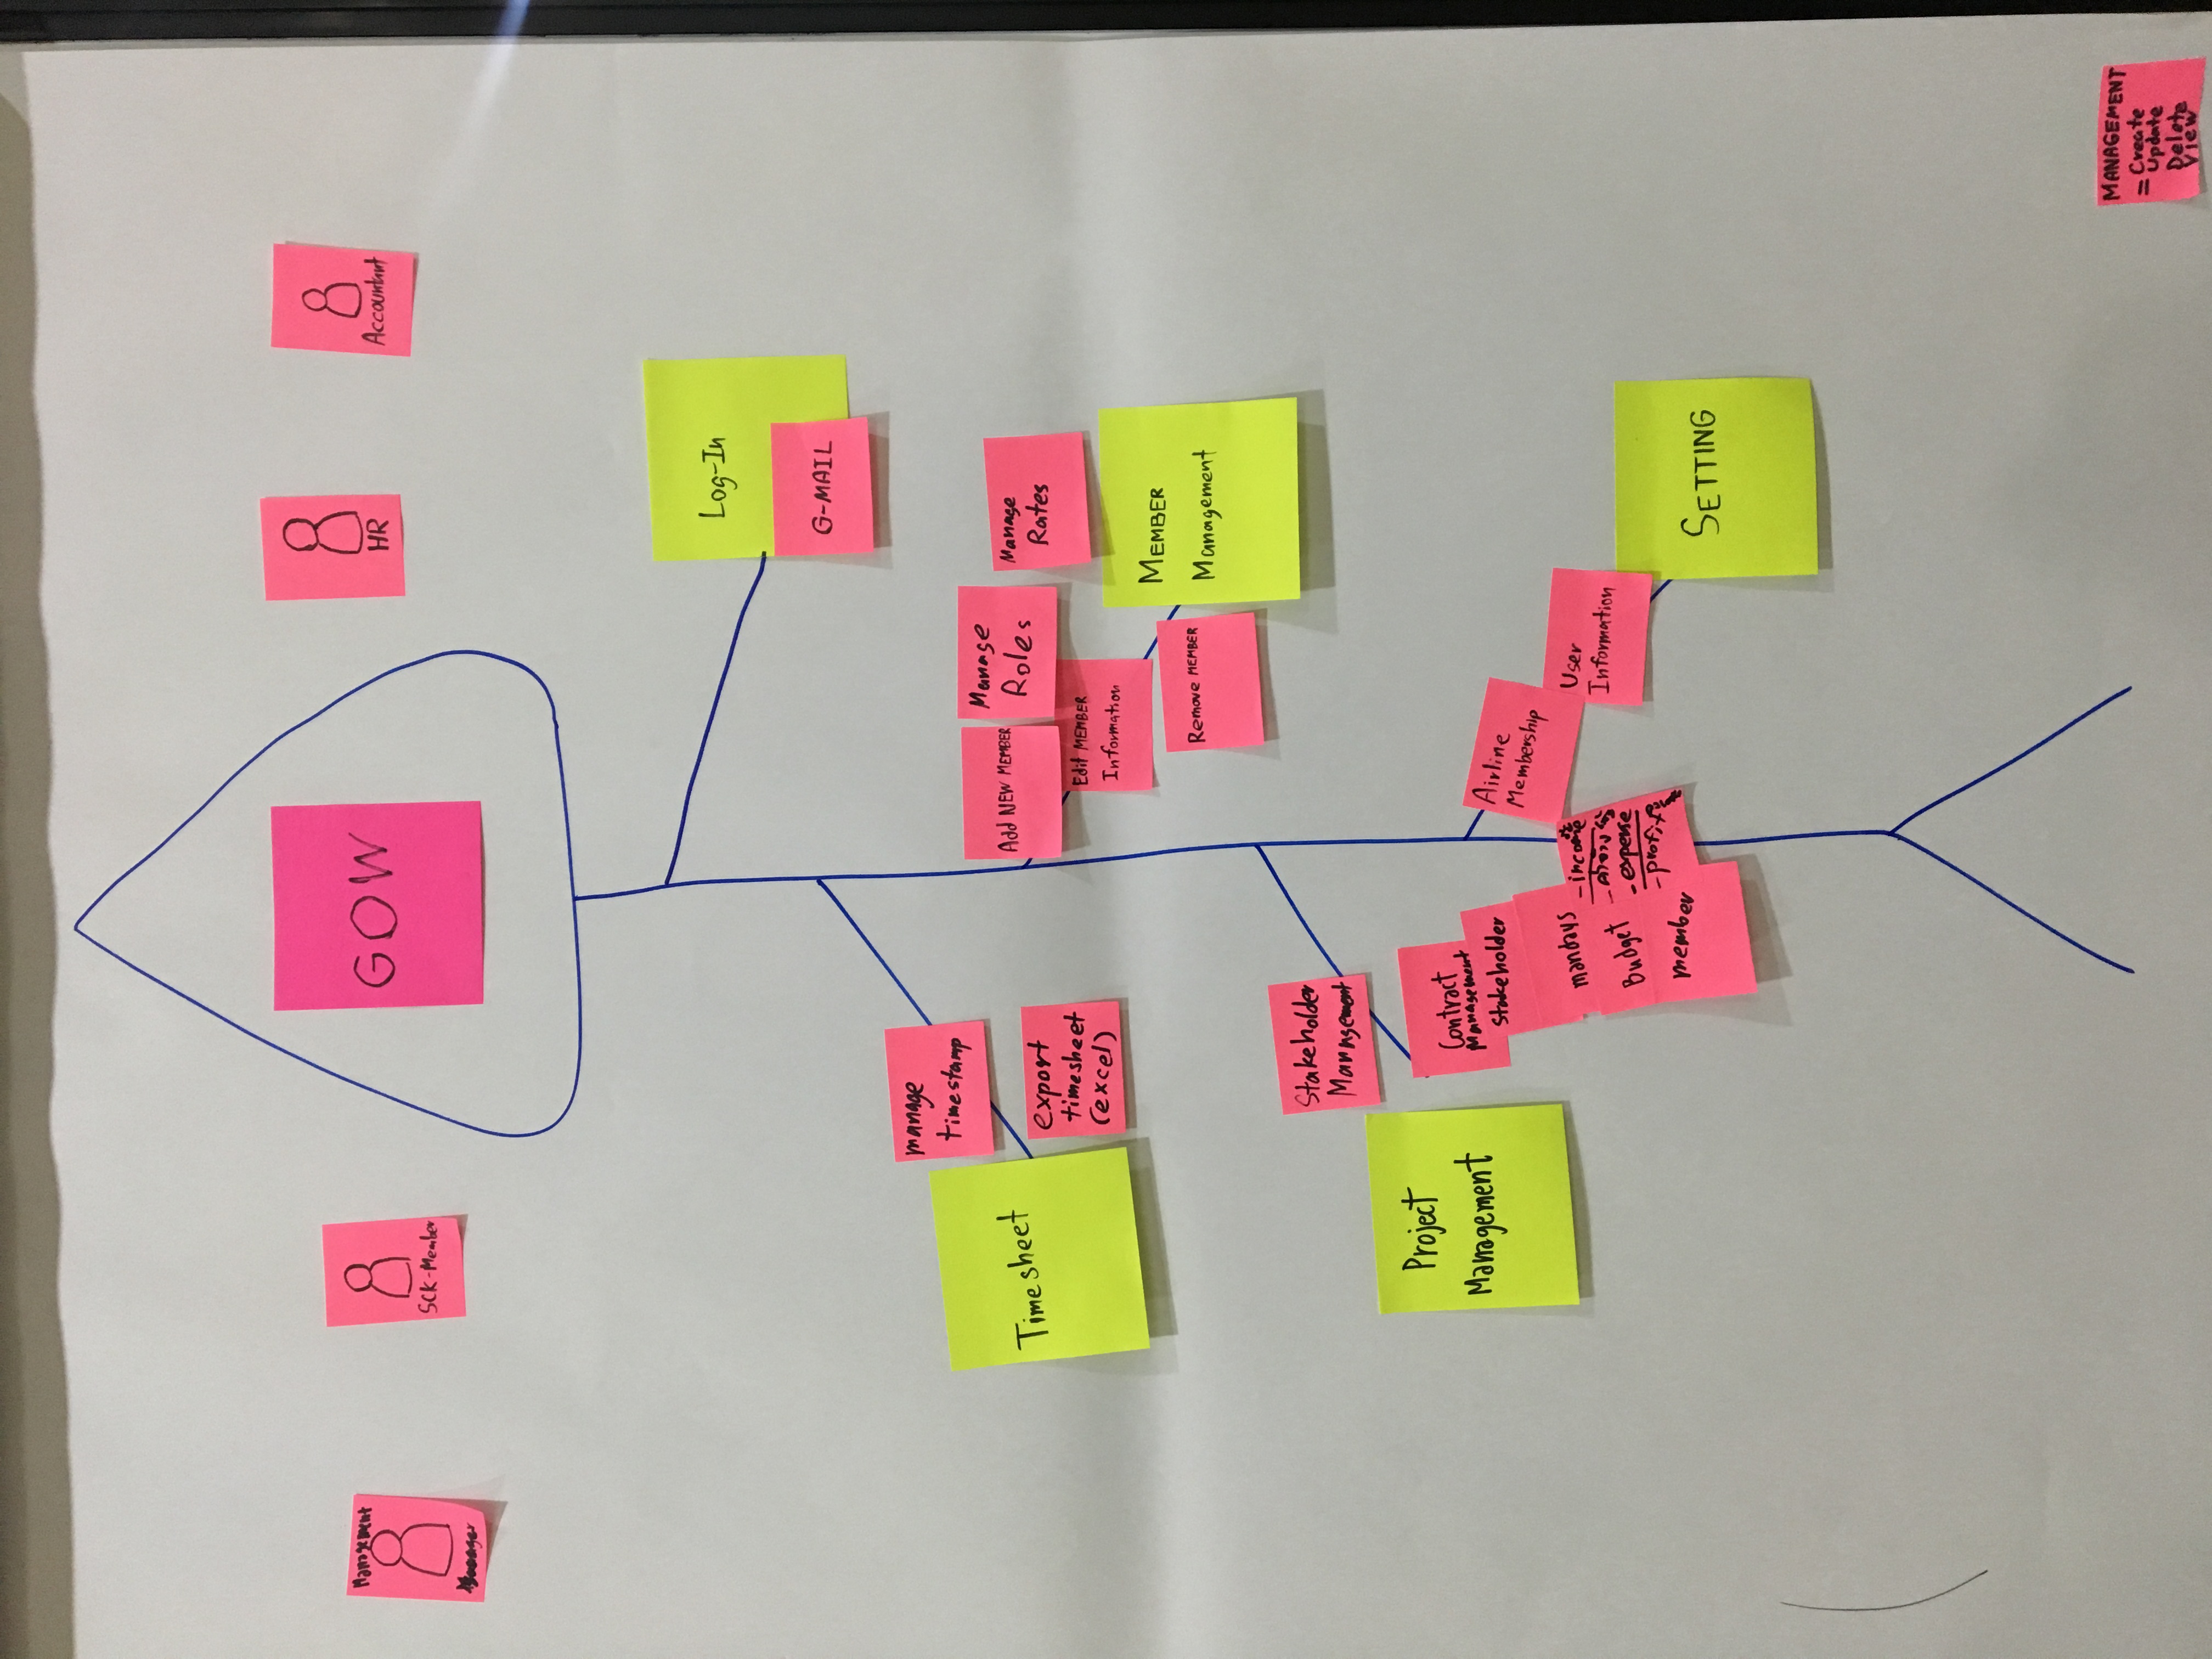 GOW
Management
SCK-Member
HR
Accountant
Log-In
G-MAIL
manage
timestamp
Timesheet
export
timesheet
(excel)
Add NEW MEMBER
Manage
Roles
Manage
Rates
Edit MEMBER
Information
Remove MEMBER
MEMBER
Management
Stakeholder
Management
Project
Management
Contract
Management
Stakeholder
mandays
Budget
member
- income
- expense
- profit
Airline
Membership
User
Information
SETTING
MANAGEMENT
= Create
Update
Delete
View